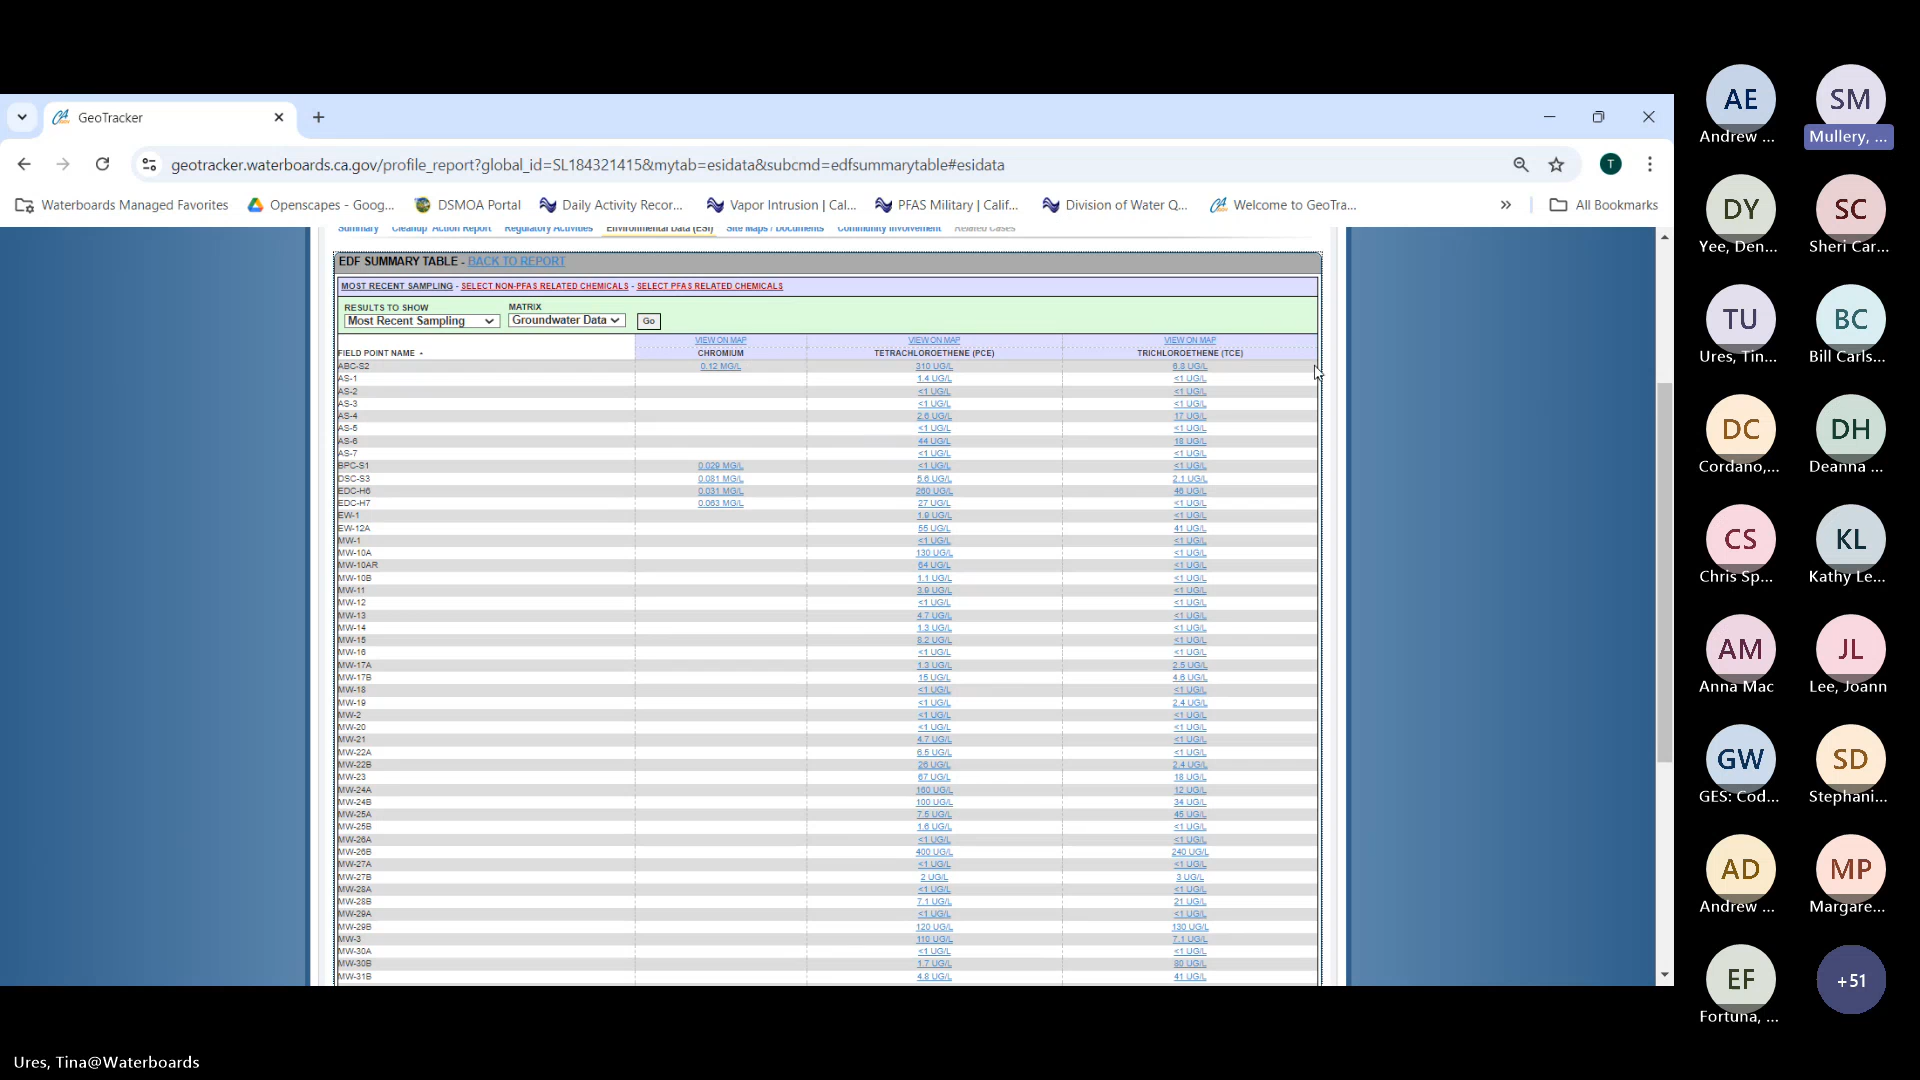 GeoTracker
geotracker.waterboards.ca.gov/profile_report?global_id=SL184321415&mytab=esidata&subcmd=edfsummarytable#esidata
T
Waterboards Managed Favorites Openscapes - Goog... DSMOA Portal Daily Activity Recor... Vapor Intrusion | Cal... PFAS Military | Calif... Division of Water Q... Welcome to GeoTra... » All Bookmarks
Summary Cleanup Action Report Regulatory Activities Environmental Data (ESI) Site Maps / Documents Community Involvement Related Cases
EDF SUMMARY TABLE - BACK TO REPORT
MOST RECENT SAMPLING - SELECT NON-PFAS RELATED CHEMICALS - SELECT PFAS RELATED CHEMICALS
RESULTS TO SHOW MATRIX
Most Recent Sampling Groundwater Data Go
VIEW ON MAP VIEW ON MAP VIEW ON MAP
FIELD POINT NAME CHROMIUM TETRACHLOROETHENE (PCE) TRICHLOROETHENE (TCE)
ABC-S2 0.12 MG/L 310 UG/L 6.8 UG/L
AS-1 1.4 UG/L <1 UG/L
AS-2 <1 UG/L <1 UG/L
AS-3 <1 UG/L <1 UG/L
AS-4 2.6 UG/L 17 UG/L
AS-5 <1 UG/L <1 UG/L
AS-6 44 UG/L 18 UG/L
AS-7 <1 UG/L <1 UG/L
BPC-S1 0.029 MG/L <1 UG/L <1 UG/L
DSC-S3 0.081 MG/L 5.6 UG/L 2.1 UG/L
EDC-H6 0.031 MG/L 260 UG/L 46 UG/L
EDC-H7 0.063 MG/L 27 UG/L <1 UG/L
EW-1 1.9 UG/L <1 UG/L
EW-12A 55 UG/L 41 UG/L
MW-1 <1 UG/L <1 UG/L
MW-10A 130 UG/L <1 UG/L
MW-10AR 64 UG/L <1 UG/L
MW-10B 1.1 UG/L <1 UG/L
MW-11 3.9 UG/L <1 UG/L
MW-12 <1 UG/L <1 UG/L
MW-13 4.7 UG/L <1 UG/L
MW-14 1.3 UG/L <1 UG/L
MW-15 8.2 UG/L <1 UG/L
MW-16 <1 UG/L <1 UG/L
MW-17A 1.3 UG/L 2.5 UG/L
MW-17B 15 UG/L 4.6 UG/L
MW-18 <1 UG/L <1 UG/L
MW-19 <1 UG/L 2.4 UG/L
MW-2 <1 UG/L <1 UG/L
MW-20 <1 UG/L <1 UG/L
MW-21 4.7 UG/L <1 UG/L
MW-22A 6.5 UG/L <1 UG/L
MW-22B 26 UG/L 2.4 UG/L
MW-23 67 UG/L 18 UG/L
MW-24A 160 UG/L 12 UG/L
MW-24B 100 UG/L 34 UG/L
MW-25A 7.5 UG/L 45 UG/L
MW-25B 1.6 UG/L <1 UG/L
MW-26A <1 UG/L <1 UG/L
MW-26B 400 UG/L 240 UG/L
MW-27A <1 UG/L <1 UG/L
MW-27B 2 UG/L 3 UG/L
MW-28A <1 UG/L <1 UG/L
MW-28B 7.1 UG/L 21 UG/L
MW-29A <1 UG/L <1 UG/L
MW-29B 120 UG/L 130 UG/L
MW-3 110 UG/L 7.1 UG/L
MW-30A <1 UG/L <1 UG/L
MW-30B 1.7 UG/L 80 UG/L
MW-31B 4.8 UG/L 41 UG/L
AE SM
Andrew ... Mullery, ...
DY SC
Yee, Den... Sheri Car...
TU BC
Ures, Tin... Bill Carls...
DC DH
Cordano,... Deanna ...
CS KL
Chris Sp... Kathy Le...
AM JL
Anna Mac Lee, Joann
GW SD
GES: Cod... Stephani...
AD MP
Andrew ... Margare...
EF +51
Fortuna, ...
Ures, Tina@Waterboards